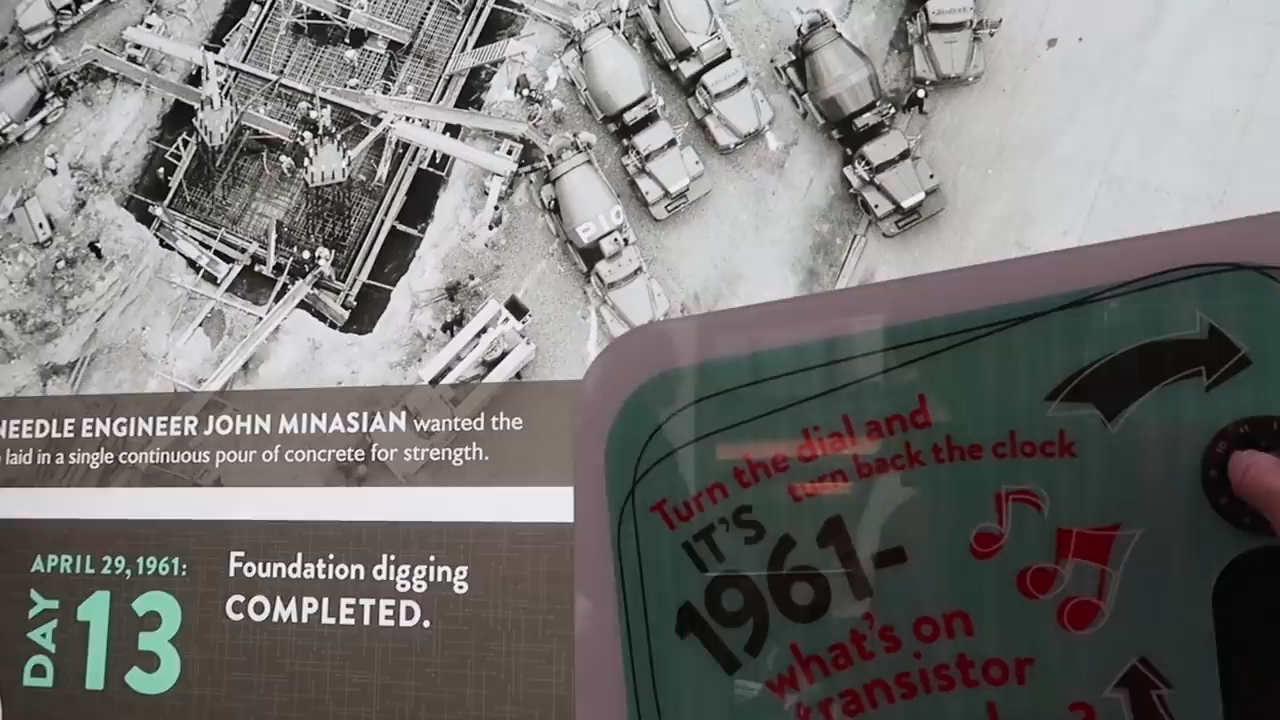 PIO
NEEDLE ENGINEER JOHN MINASIAN wanted the
laid in a single continuous pour of concrete for strength.
APRIL 29, 1961:
DAY 13
Foundation digging
COMPLETED.
Turn the dial and
turn back the clock
IT'S
1961-
what's on
transistor